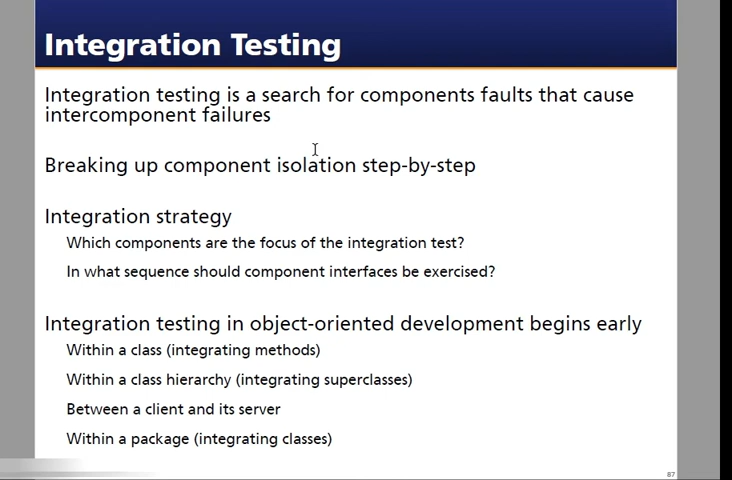 Integration Testing
Integration testing is a search for components faults that cause
intercomponent failures
Breaking up component isolation step-by-step
Integration strategy
Which components are the focus of the integration test?
In what sequence should component interfaces be exercised?
Integration testing in object-oriented development begins early
Within a class (integrating methods)
Within a class hierarchy (integrating superclasses)
Between a client and its server
Within a package (integrating classes)
87